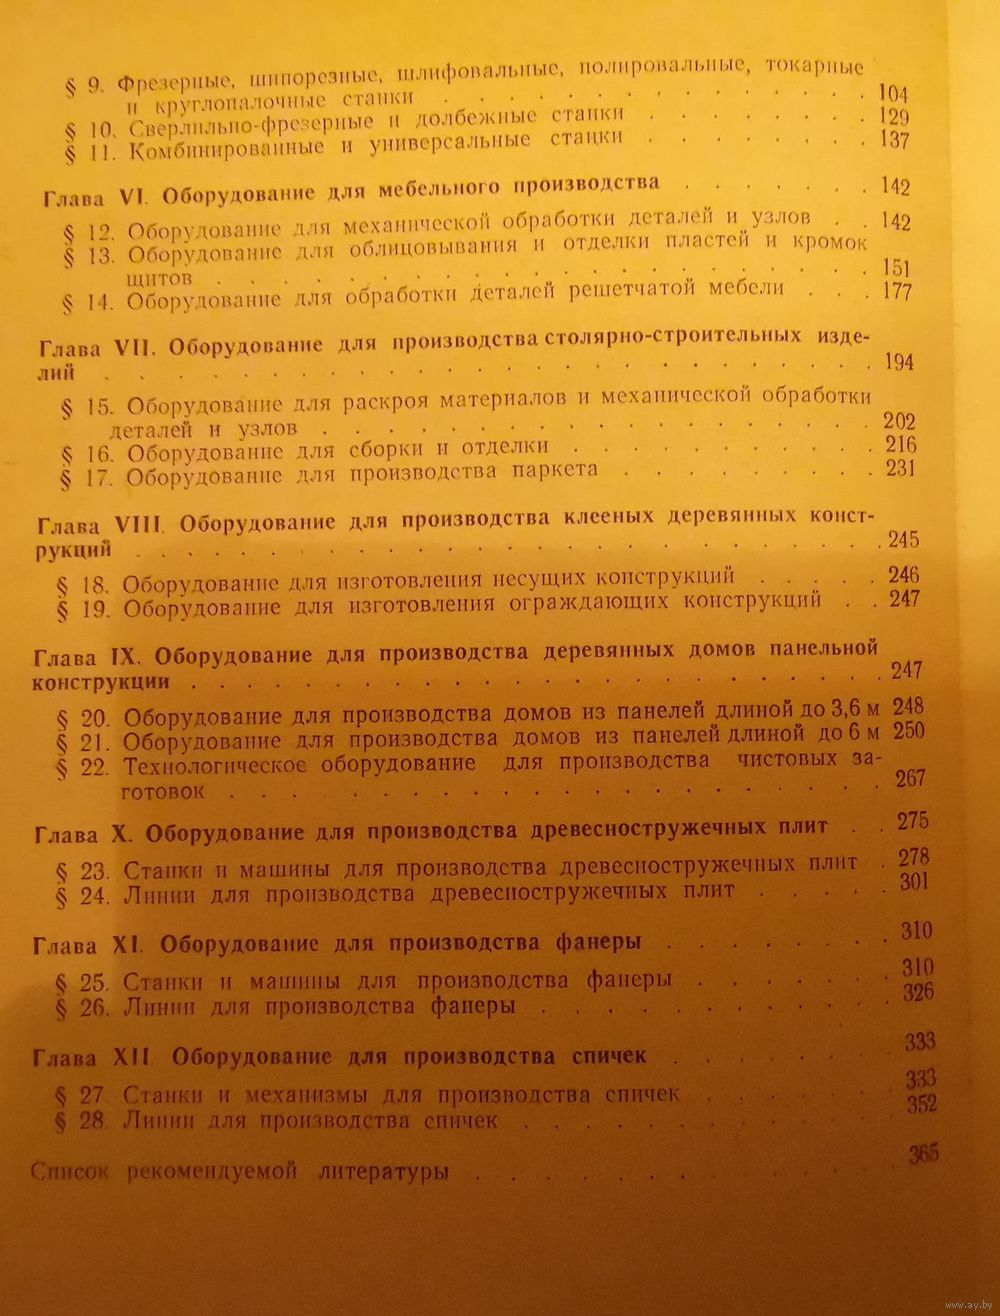 § 9. Фрезерные, шипорезные, шлифовальные, полировальные, токарные
и круглопалочные станки . . . . . . . . . . . . . 104
§ 10. Сверлильно-фрезерные и долбежные станки . . . . . . . 129
§ 11. Комбинированные и универсальные станки . . . . . . . 137
Глава VI. Оборудование для мебельного производства . . . . . . . 142
§ 12. Оборудование для механической обработки деталей и узлов . . 142
§ 13. Оборудование для облицовывания и отделки пластей и кромок
щитов . . . . . . . . . . . . . . . . . . . . . 151
§ 14. Оборудование для обработки деталей решетчатой мебели . . . 177
Глава VII. Оборудование для производства столярно-строительных изде-
лий . . . . . . . . . . . . . . . . . . . . . . . 194
§ 15. Оборудование для раскроя материалов и механической обработки
деталей и узлов . . . . . . . . . . . . . . . . . 202
§ 16. Оборудование для сборки и отделки . . . . . . . . . . 216
§ 17. Оборудование для производства паркета . . . . . . . . 231
Глава VIII. Оборудование для производства клееных деревянных конст-
рукций . . . . . . . . . . . . . . . . . . . . . . 245
§ 18. Оборудование для изготовления несущих конструкций . . . . . 246
§ 19. Оборудование для изготовления ограждающих конструкций . . 247
Глава IX. Оборудование для производства деревянных домов панельной
конструкции . . . . . . . . . . . . . . . . . . . . 247
§ 20. Оборудование для производства домов из панелей длиной до 3,6 м 248
§ 21. Оборудование для производства домов из панелей длиной до 6 м 250
§ 22. Технологическое оборудование для производства чистовых за-
готовок . . . . . . . . . . . . . . . . . . . . . 267
Глава X. Оборудование для производства древесностружечных плит . . 275
§ 23. Станки и машины для производства древесностружечных плит . 278
§ 24. Линии для производства древесностружечных плит . . . . . 301
Глава XI. Оборудование для производства фанеры . . . . . . . . 310
§ 25. Станки и машины для производства фанеры . . . . . . . 310
§ 26. Линии для производства фанеры . . . . . . . . . . . 326
Глава XII. Оборудование для производства спичек . . . . . . . . 333
§ 27. Станки и механизмы для производства спичек . . . . . . . 333
§ 28. Линии для производства спичек . . . . . . . . . . . . 352
Список рекомендуемой литературы . . . . . . . . . . . . . 365
www.ay.by